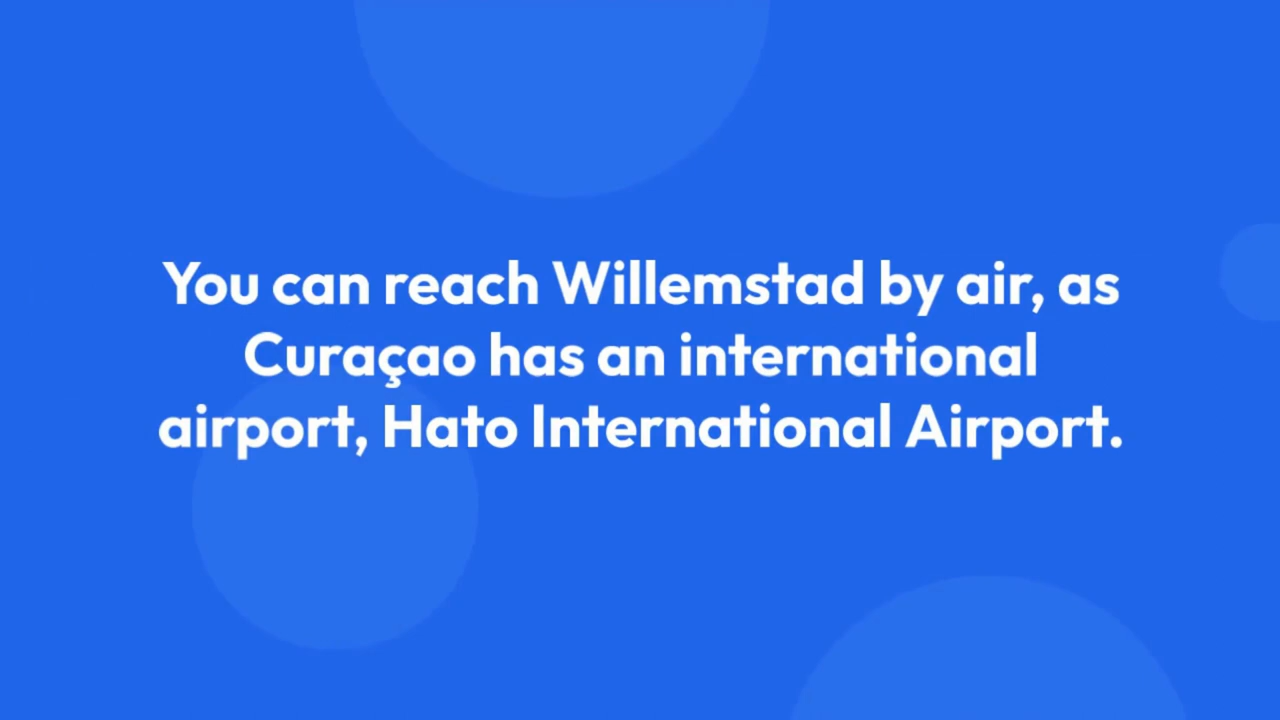 You can reach Willemstad by air, as
Curaçao has an international
airport, Hato International Airport.